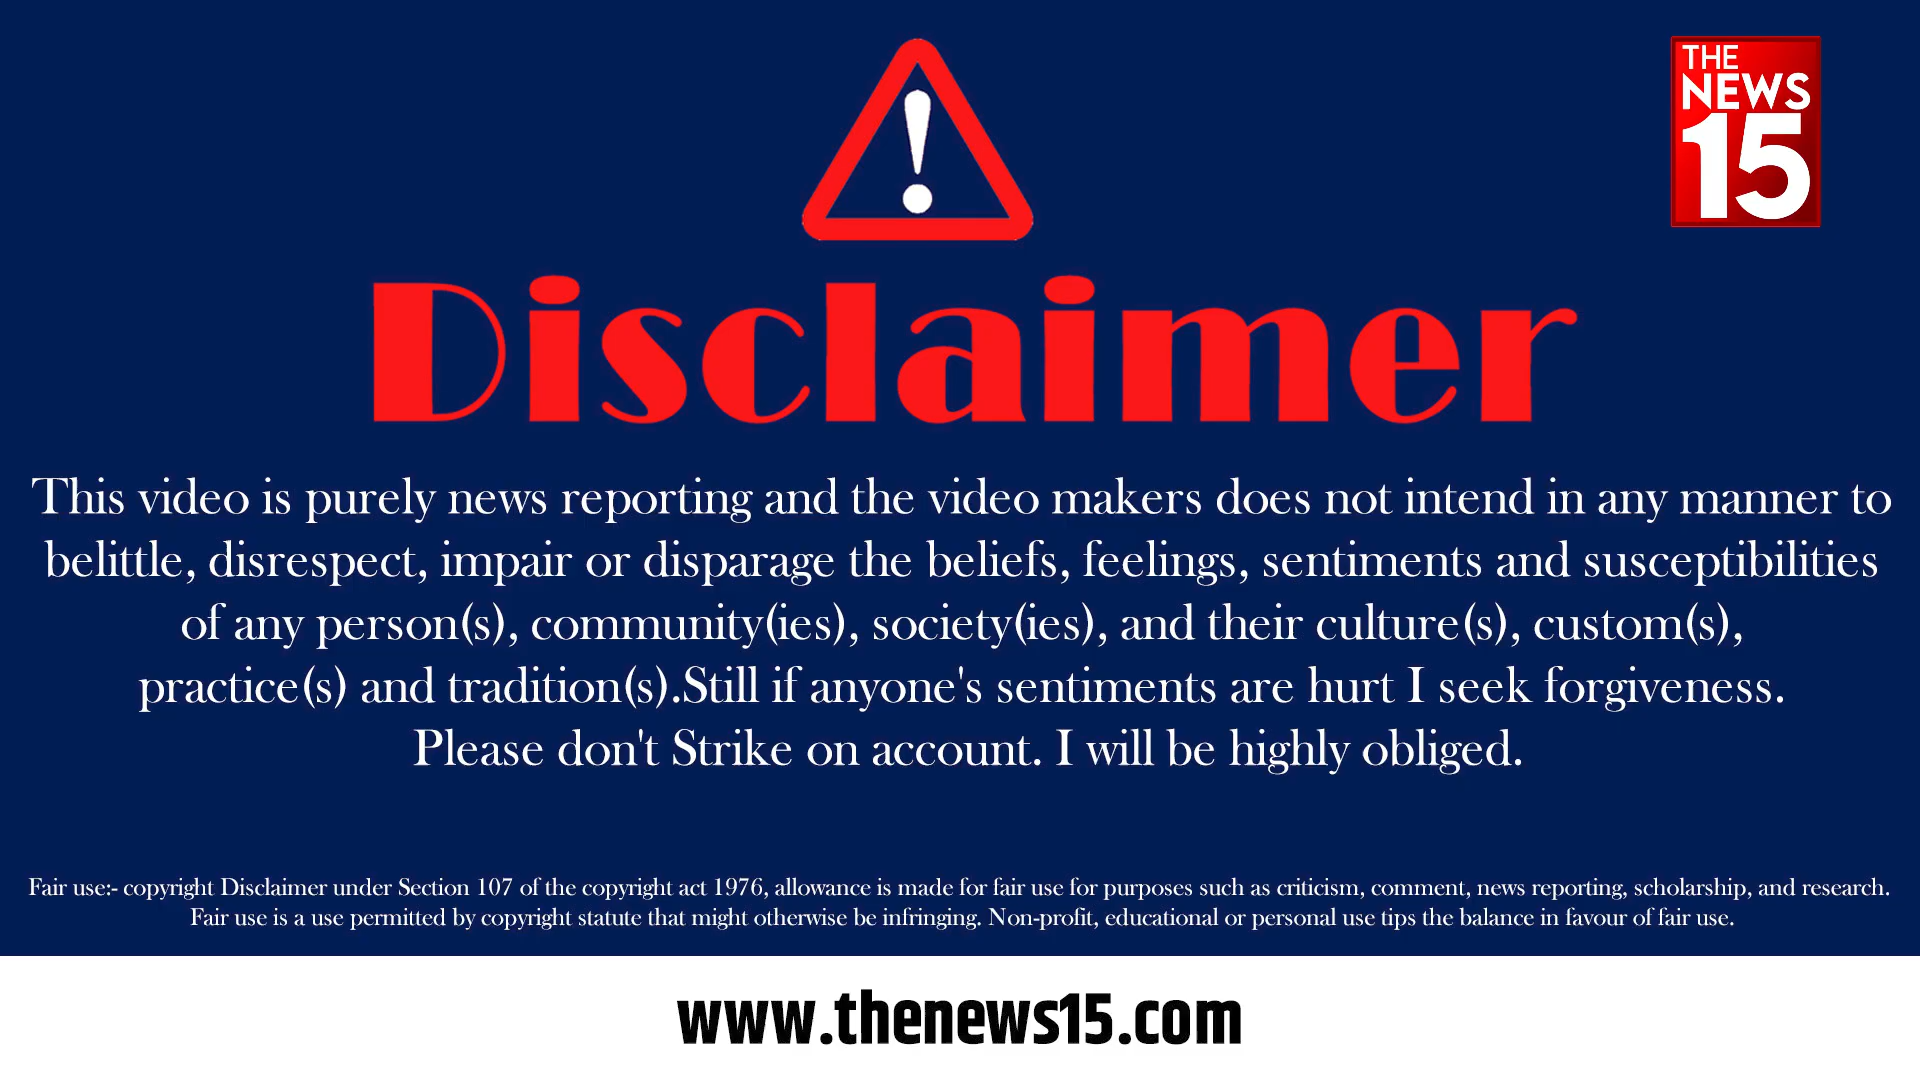 THE
NEWS
15
Disclaimer
This video is purely news reporting and the video makers does not intend in any manner to
belittle, disrespect, impair or disparage the beliefs, feelings, sentiments and susceptibilities
of any person(s), community(ies), society(ies), and their culture(s), custom(s),
practice(s) and tradition(s).Still if anyone's sentiments are hurt I seek forgiveness.
Please don't Strike on account. I will be highly obliged.
Fair use:- copyright Disclaimer under Section 107 of the copyright act 1976, allowance is made for fair use for purposes such as criticism, comment, news reporting, scholarship, and research.
Fair use is a use permitted by copyright statute that might otherwise be infringing. Non-profit, educational or personal use tips the balance in favour of fair use.
www.thenews15.com